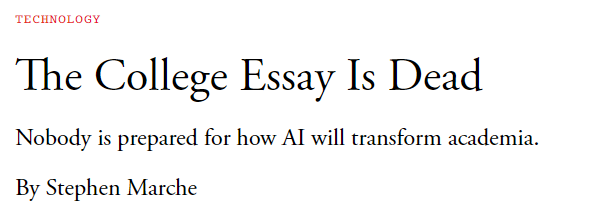 TECHNOLOGY
The College Essay Is Dead
Nobody is prepared for how AI will transform academia.
By Stephen Marche